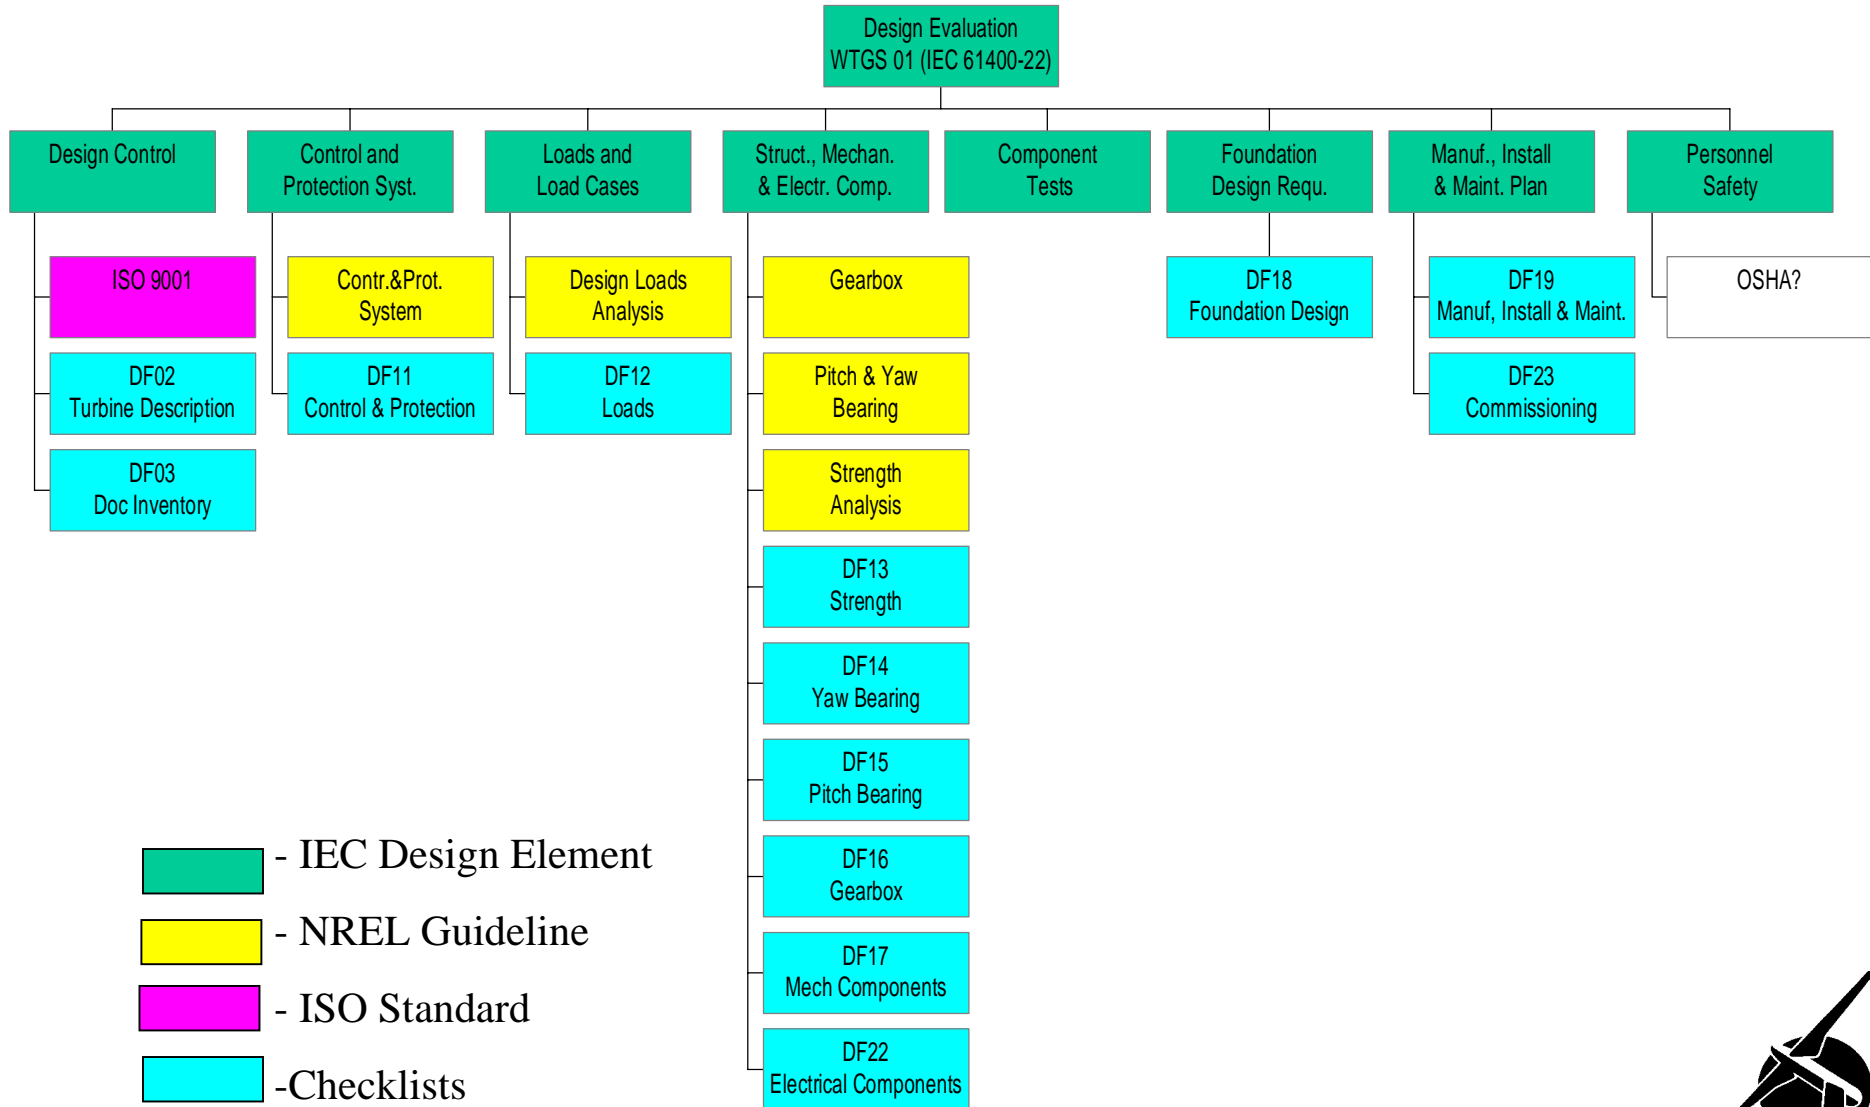 Design Evaluation
WTGS 01 (IEC 61400-22)
Design Control
Control and
Protection Syst.
Loads and
Load Cases
Struct., Mechan.
& Electr. Comp.
Component
Tests
Foundation
Design Requ.
Manuf., Install
& Maint. Plan
Personnel
Safety
ISO 9001
DF02
Turbine Description
DF03
Doc Inventory
Contr.&Prot.
System
DF11
Control & Protection
Design Loads
Analysis
DF12
Loads
Gearbox
Pitch & Yaw
Bearing
Strength
Analysis
DF13
Strength
DF14
Yaw Bearing
DF15
Pitch Bearing
DF16
Gearbox
DF17
Mech Components
DF22
Electrical Components
DF18
Foundation Design
DF19
Manuf, Install & Maint.
DF23
Commissioning
OSHA?
- IEC Design Element
- NREL Guideline
- ISO Standard
-Checklists